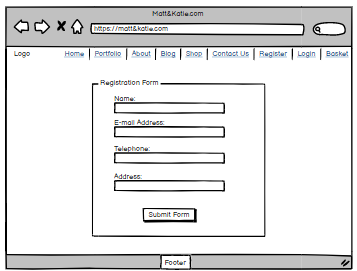 Matt&Katie.com
https://matt&katie.com
Logo Home Portfolio About Blog Shop Contact Us Register Login Basket
Registration Form
Name:
E-mail Address:
Telephone:
Address:
Submit Form
Footer